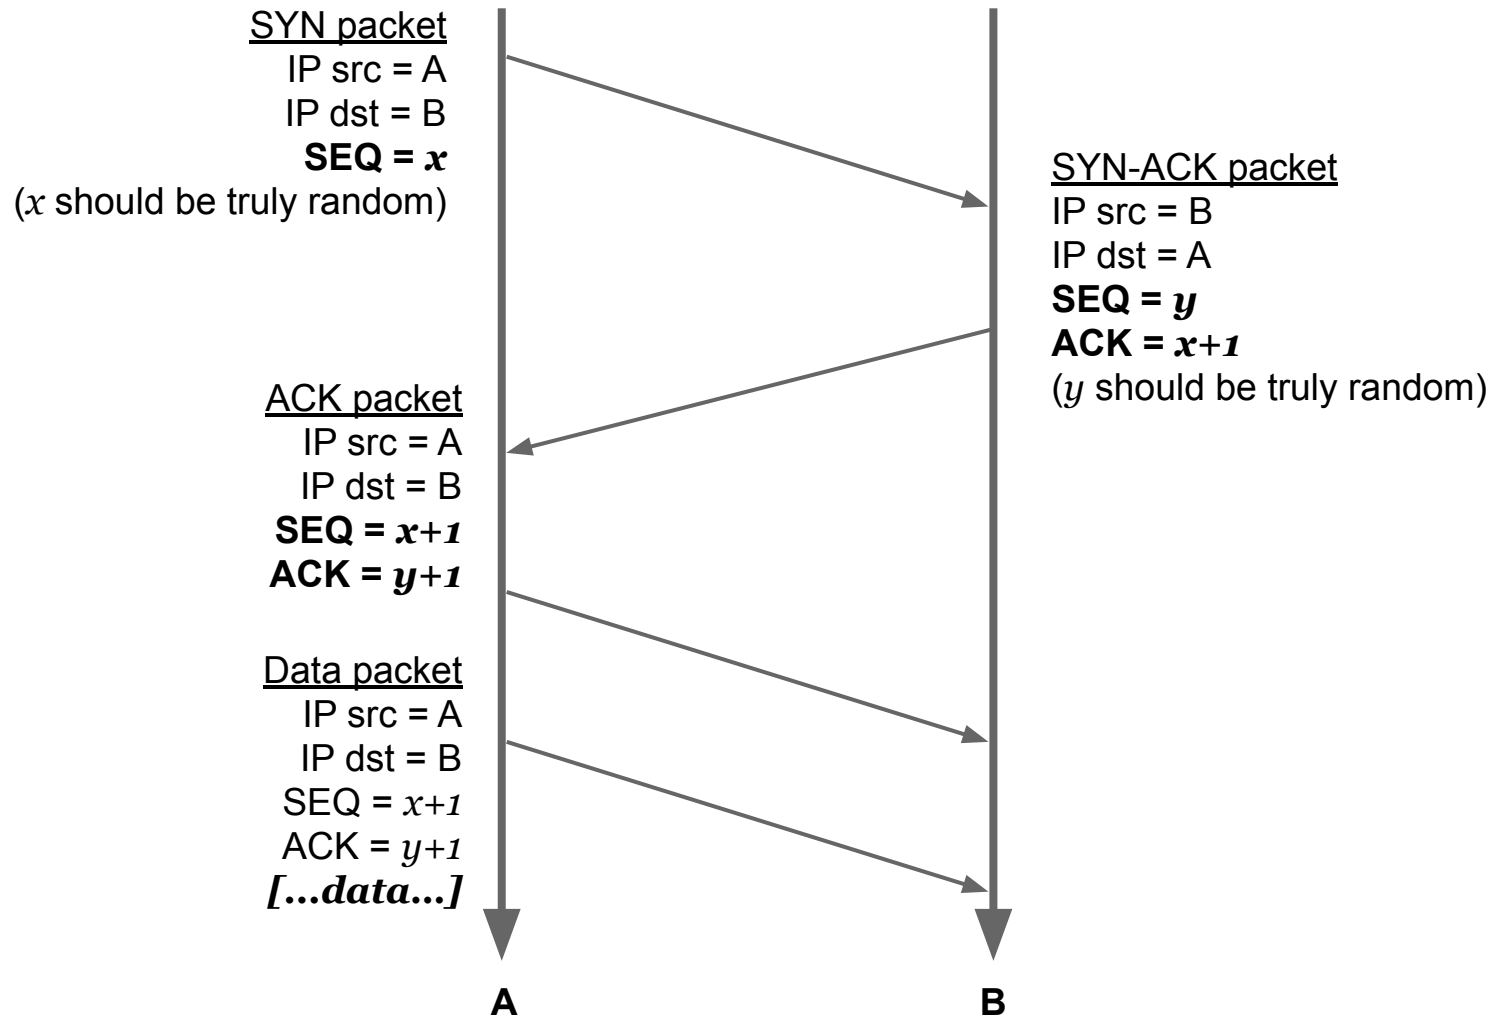 SYN packet
IP src = A
IP dst = B
SEQ = x
(x should be truly random)
SYN-ACK packet
IP src = B
IP dst = A
SEQ = y
ACK = x+1
(y should be truly random)
ACK packet
IP src = A
IP dst = B
SEQ = x+1
ACK = y+1
Data packet
IP src = A
IP dst = B
SEQ = x+1
ACK = y+1
[...data...]
A
B